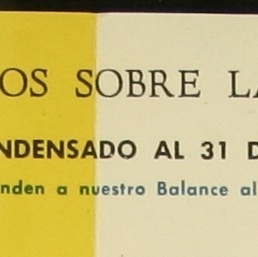 OS SOBRE LA
NDENSADO AL 31 D
nden a nuestro Balance al